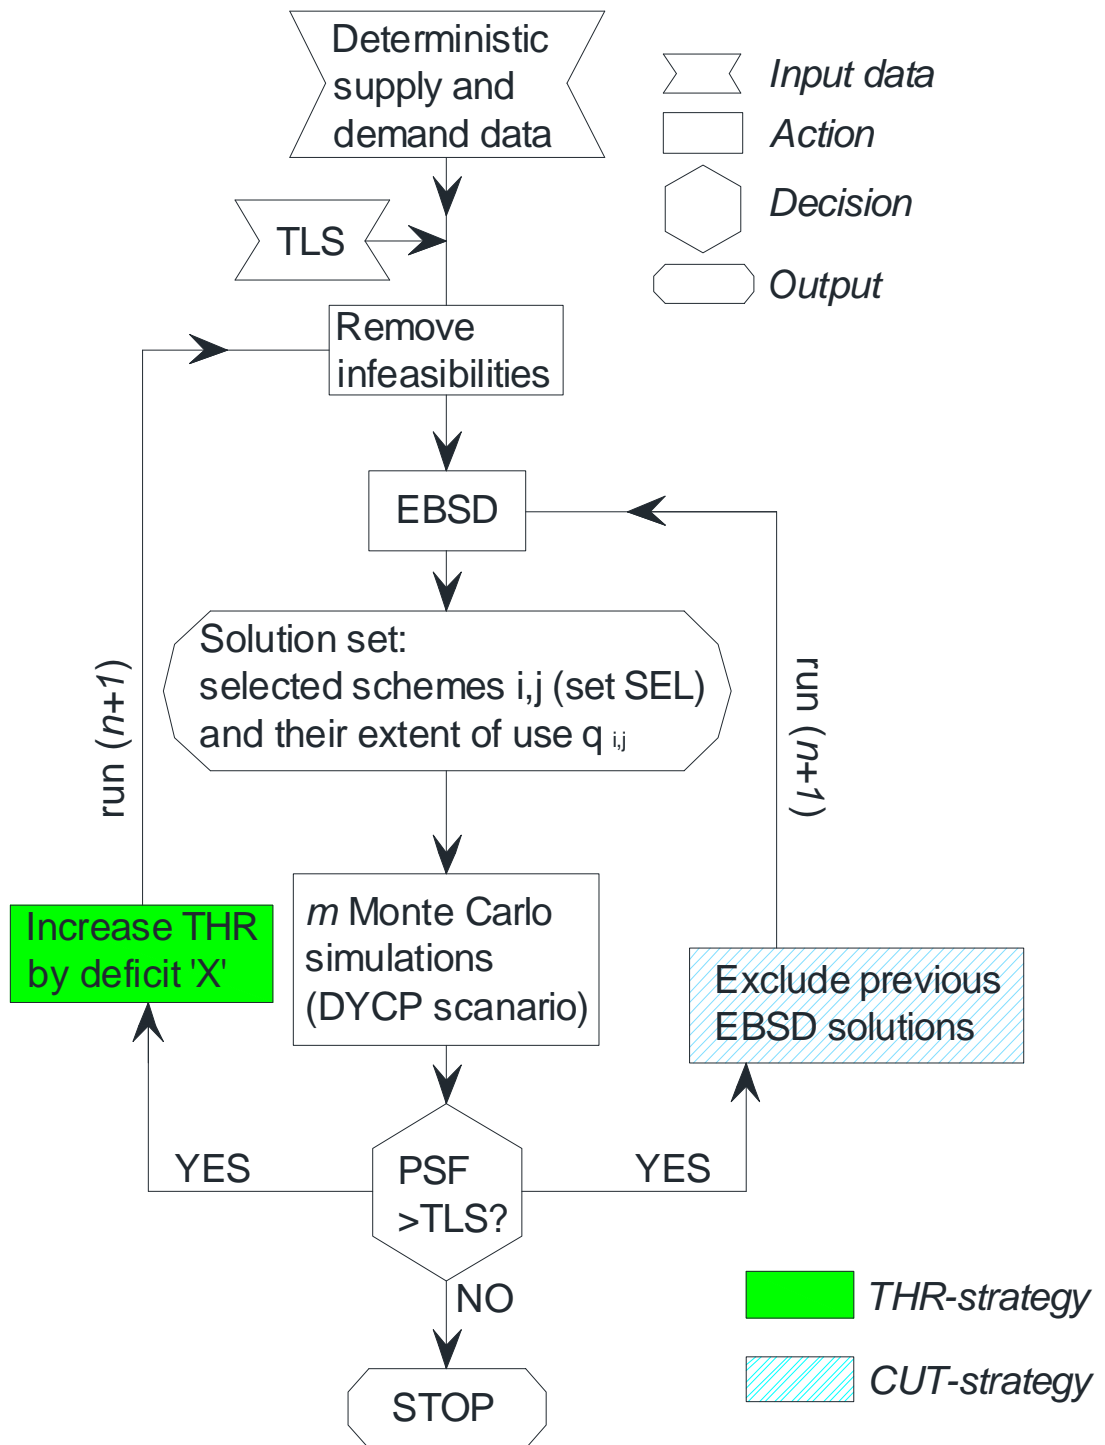 Deterministic
supply and
demand data
Input data
Action
Decision
Output
TLS
Remove
infeasibilities
EBSD
Solution set:
selected schemes i,j (set SEL)
and their extent of use q i,j
run (n+1)
run (n+1)
Increase THR
by deficit 'X'
m Monte Carlo
simulations
(DYCP scanario)
Exclude previous
EBSD solutions
YES
PSF
>TLS?
YES
NO
STOP
THR-strategy
CUT-strategy